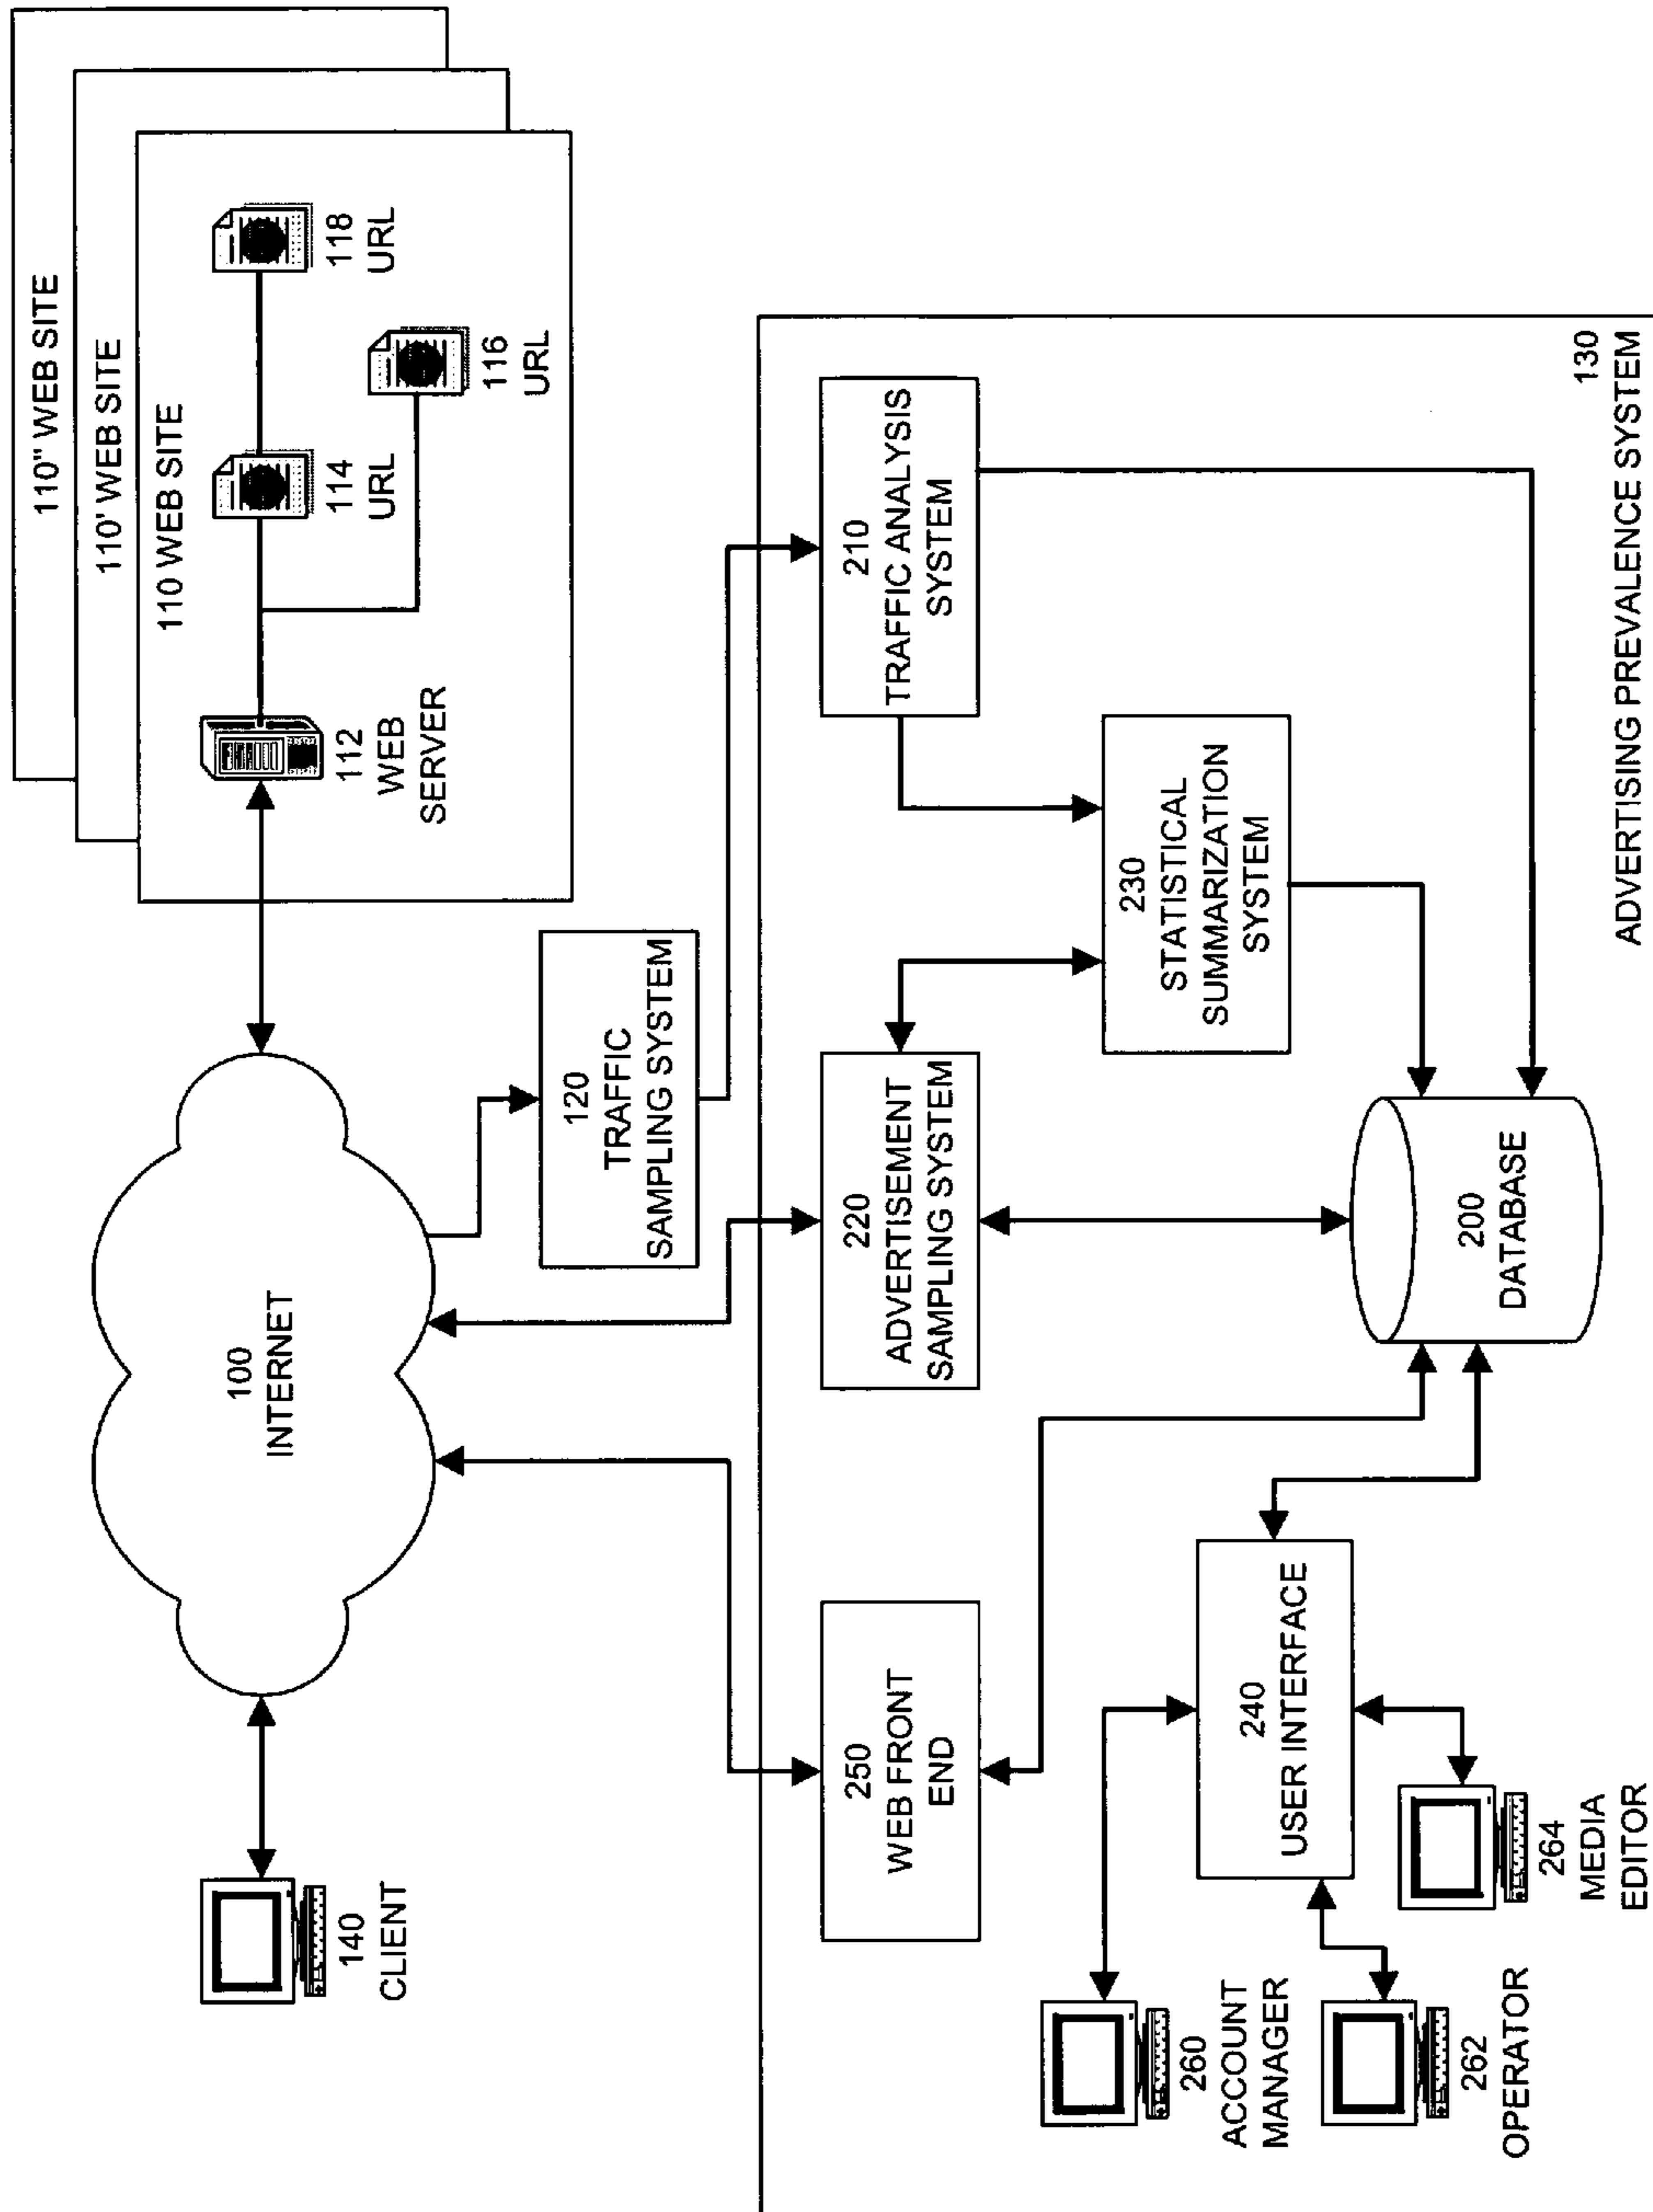 110" WEB SITE
110' WEB SITE
110 WEB SITE
118
URL
114
URL
116
URL
112
WEB
SERVER
100
INTERNET
140
CLIENT
120
TRAFFIC
SAMPLING SYSTEM
250
WEB FRONT
END
220
ADVERTISEMENT
SAMPLING SYSTEM
210
TRAFFIC ANALYSIS
SYSTEM
230
STATISTICAL
SUMMARIZATION
SYSTEM
240
USER INTERFACE
200
DATABASE
260
ACCOUNT
MANAGER
262
OPERATOR
264
MEDIA
EDITOR
130
ADVERTISING PREVALENCE SYSTEM